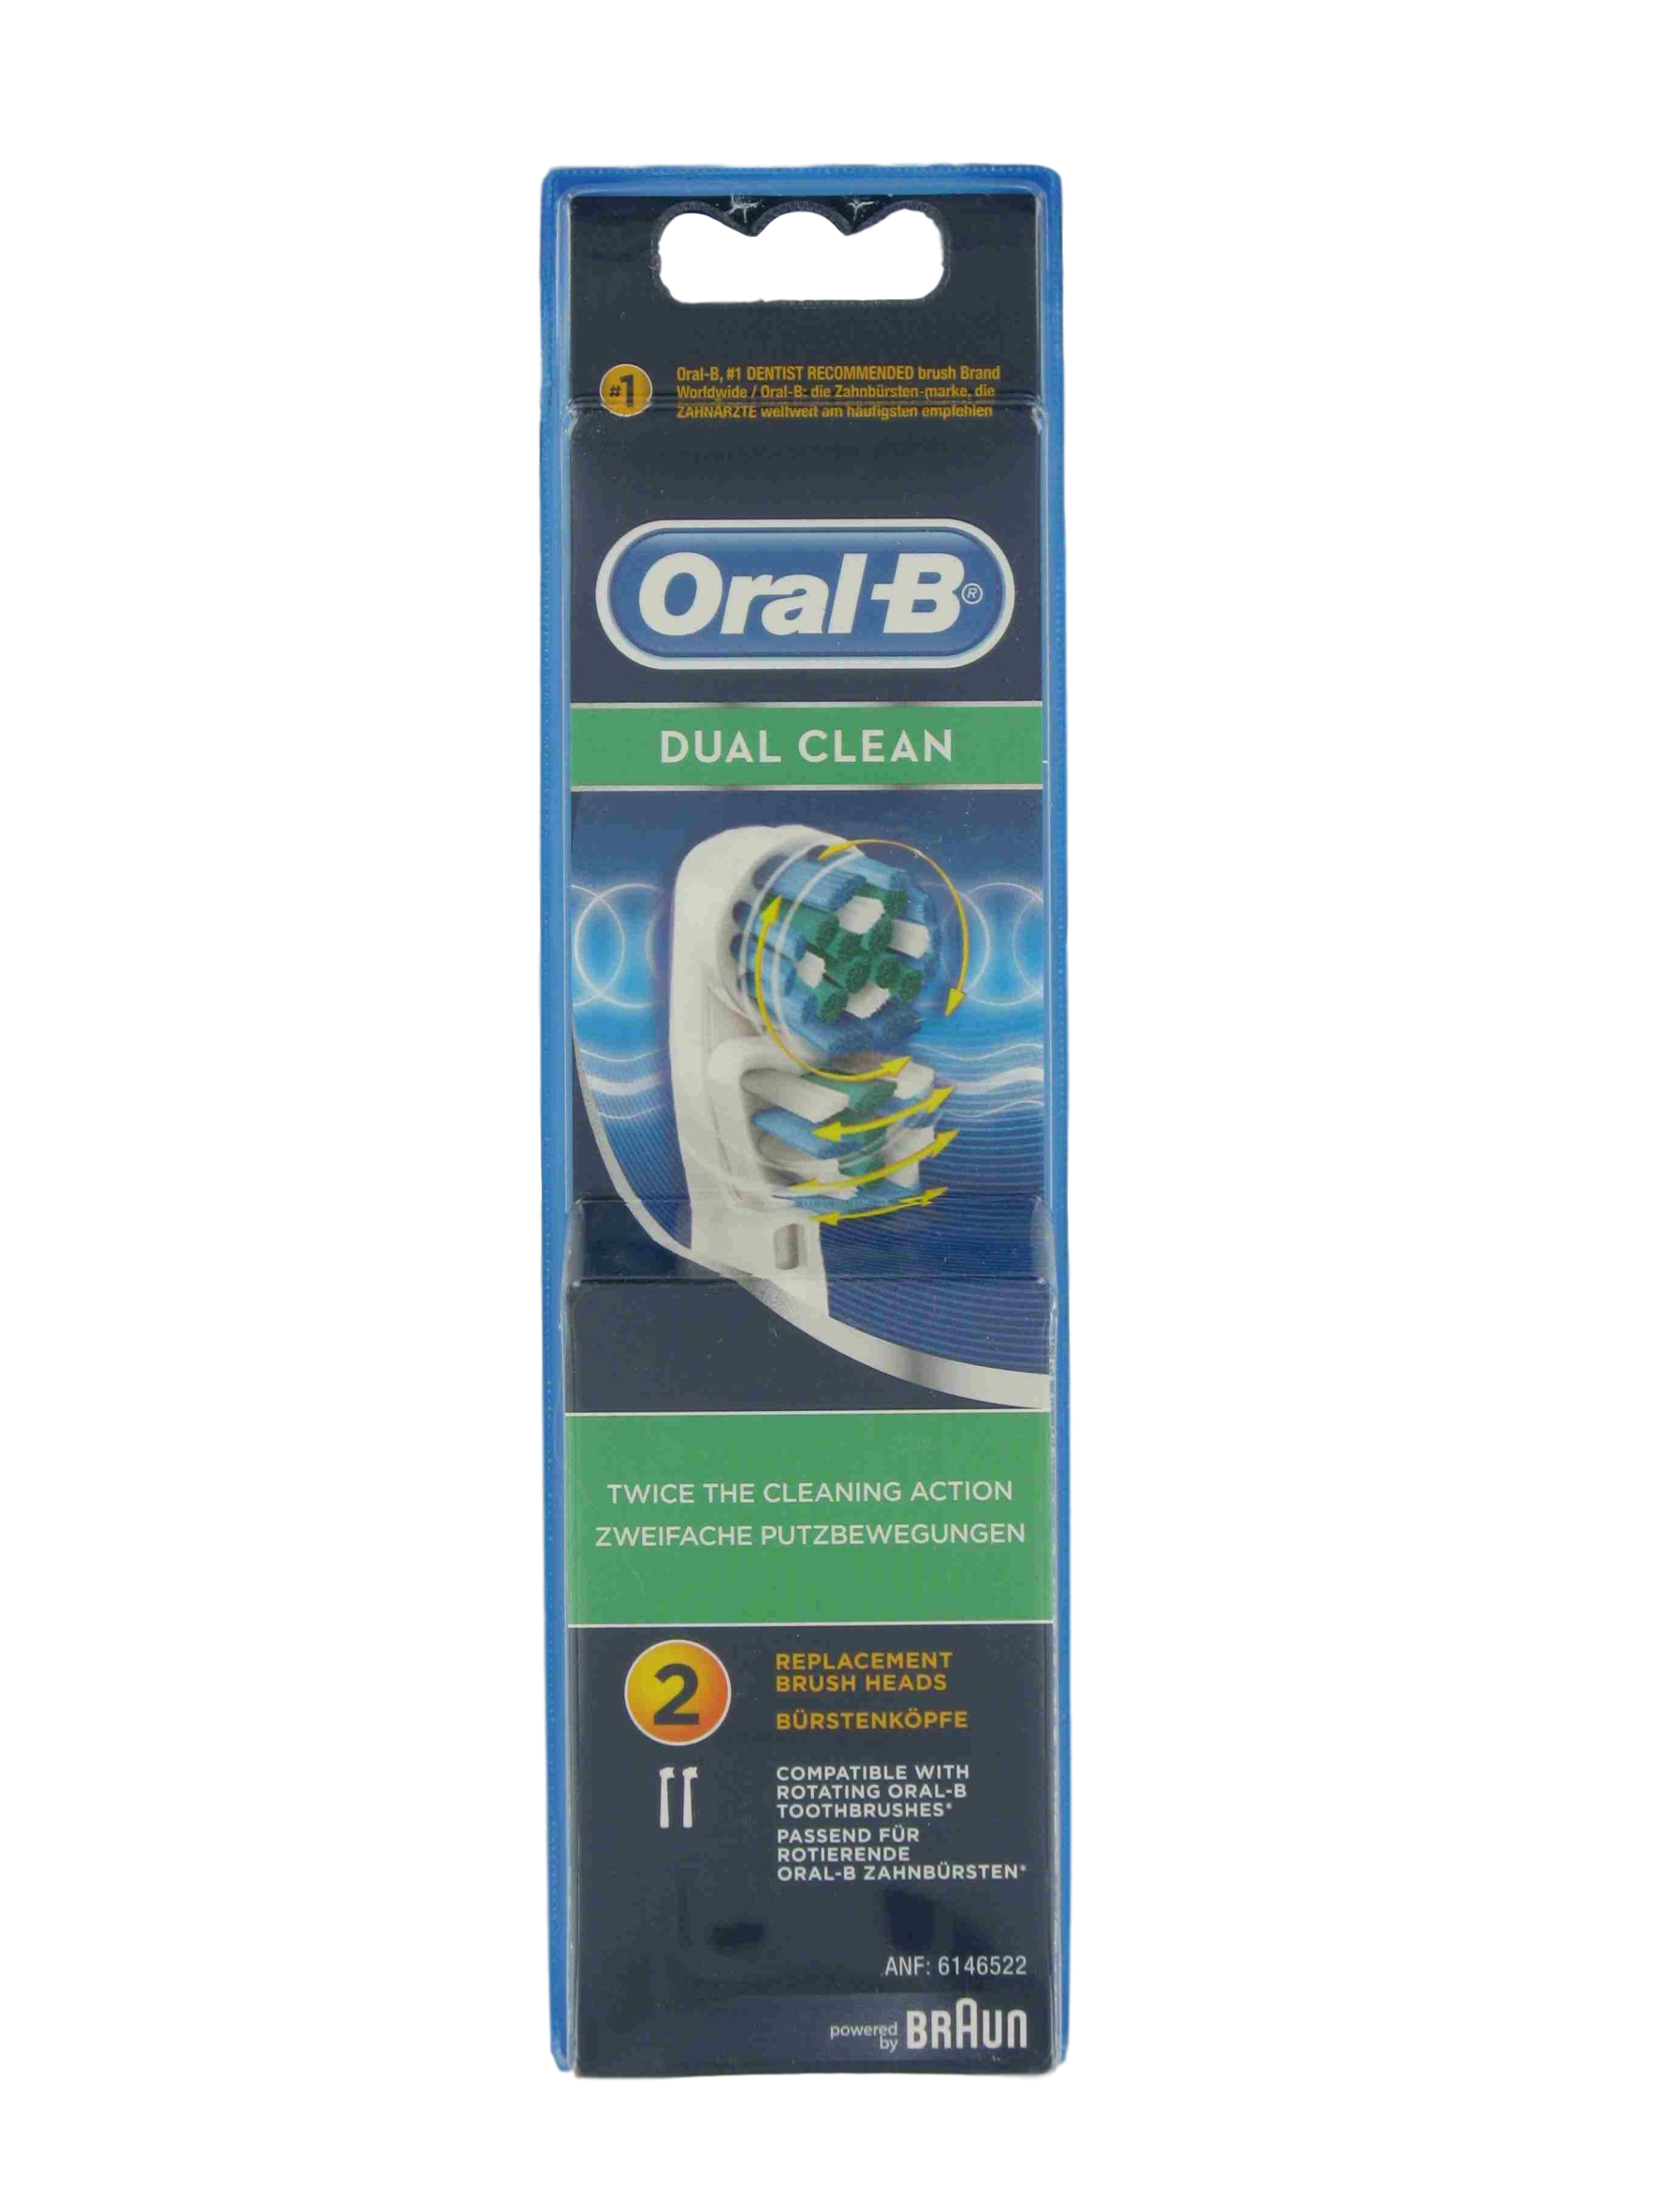 #1
Oral-B, #1 DENTIST RECOMMENDED brush Brand
Worldwide / Oral-B: die Zahnbürsten-marke, die
ZAHNÄRZTE weltweit am häufigsten empfehlen
Oral-B®
DUAL CLEAN
TWICE THE CLEANING ACTION
ZWEIFACHE PUTZBEWEGUNGEN
2
REPLACEMENT
BRUSH HEADS
BÜRSTENKÖPFE
COMPATIBLE WITH
ROTATING ORAL-B
TOOTHBRUSHES*
PASSEND FÜR
ROTIERENDE
ORAL-B ZAHNBÜRSTEN*
ANF: 6146522
powered by BRAUN